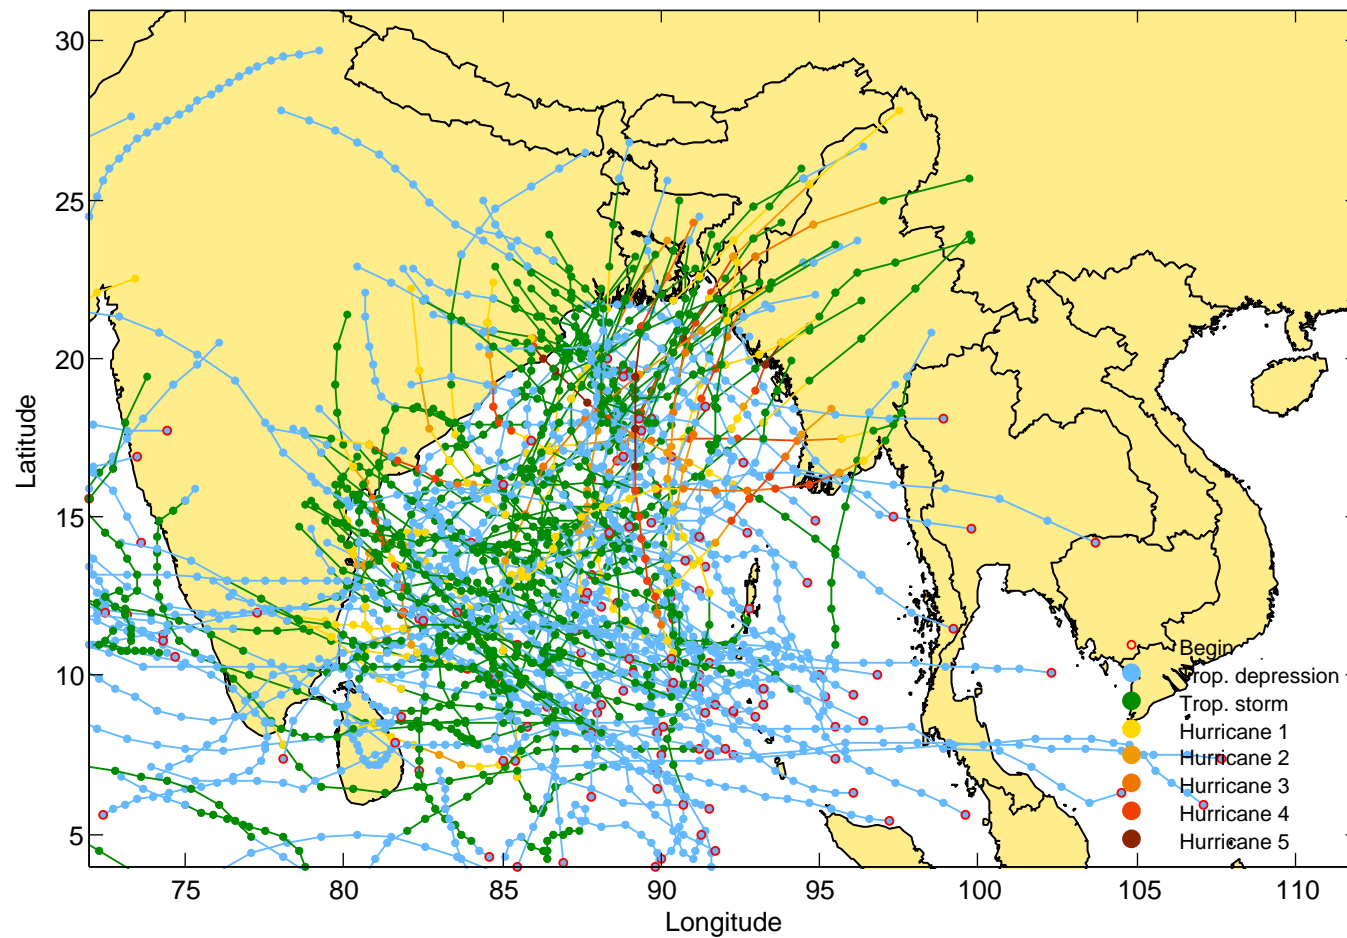 30
25
20
15
10
5
Latitude
75
80
85
90
95
100
105
110
Longitude
Begin
Trop. depression
Trop. storm
Hurricane 1
Hurricane 2
Hurricane 3
Hurricane 4
Hurricane 5